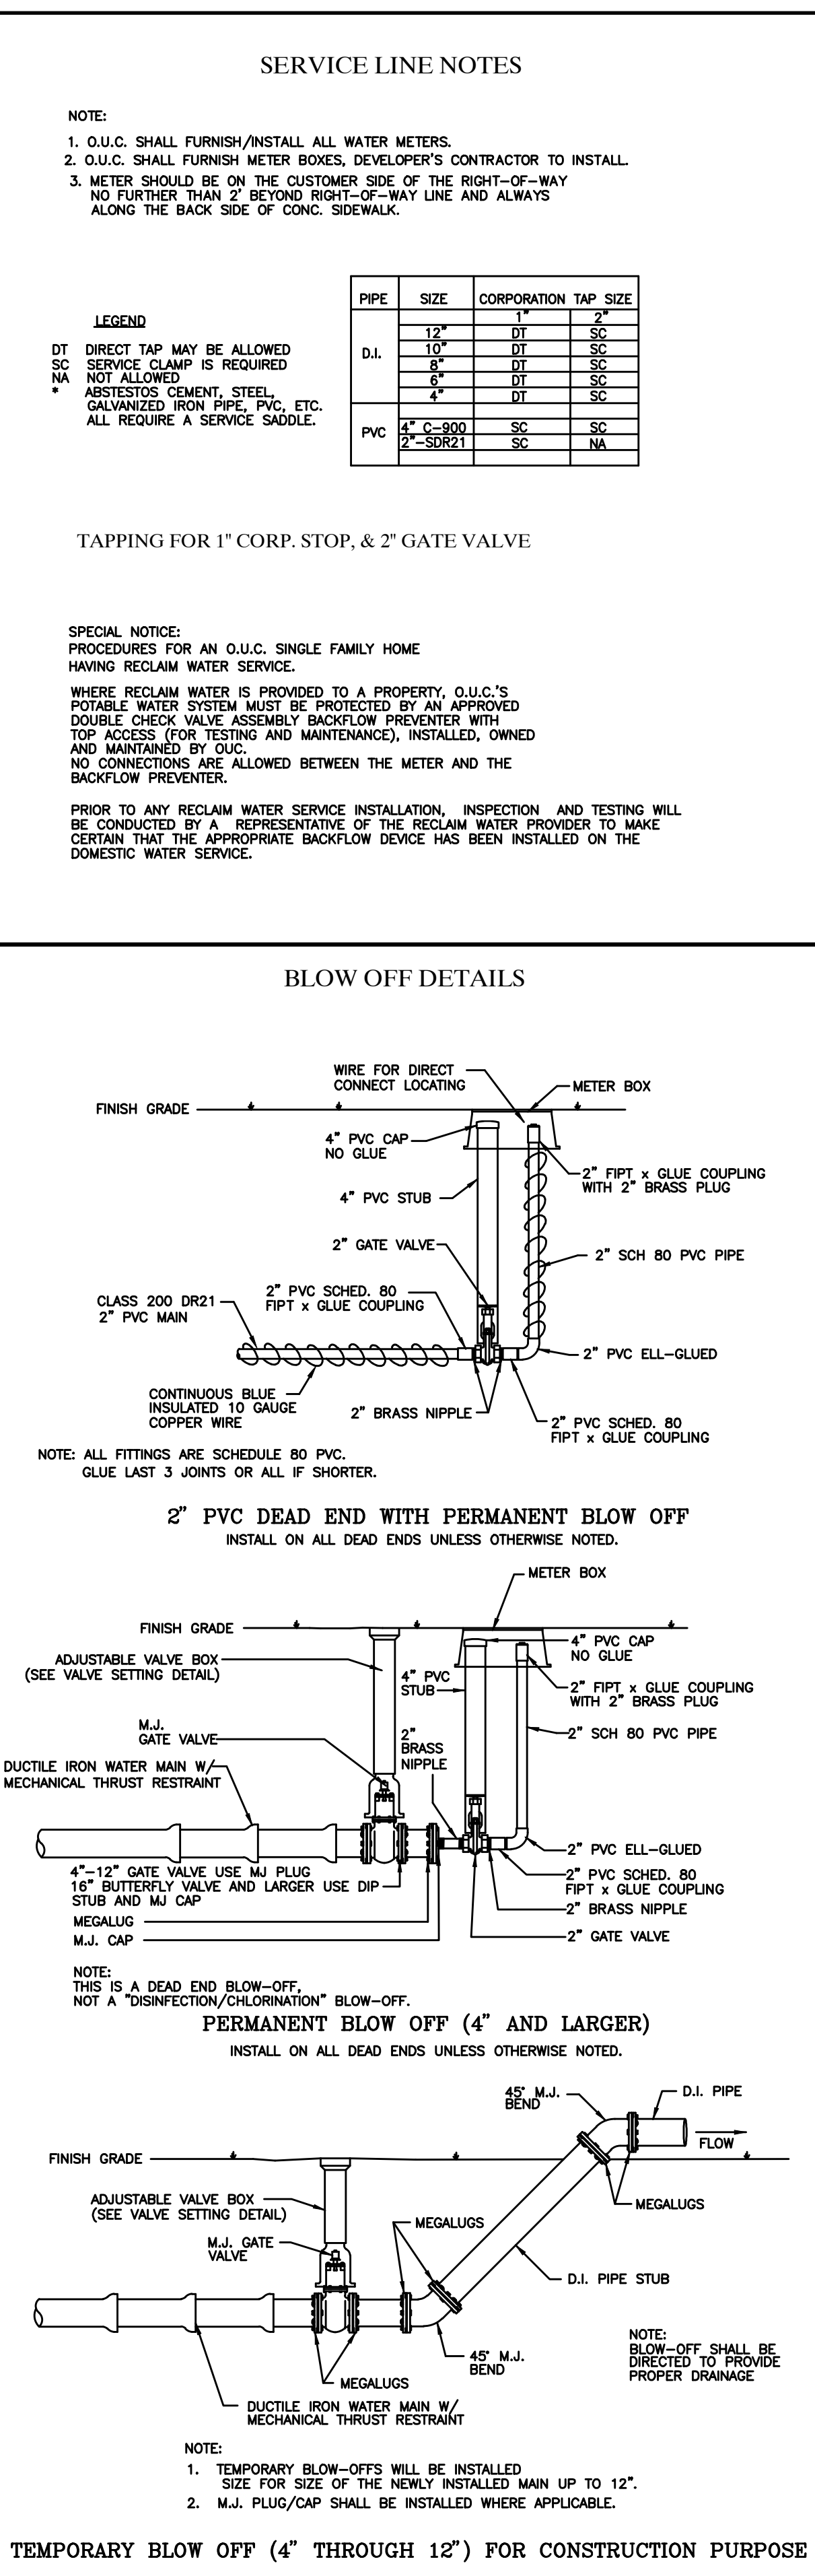 SERVICE LINE NOTES
NOTE:
1. O.U.C. SHALL FURNISH/INSTALL ALL WATER METERS.
2. O.U.C. SHALL FURNISH METER BOXES, DEVELOPER'S CONTRACTOR TO INSTALL.
3. METER SHOULD BE ON THE CUSTOMER SIDE OF THE RIGHT-OF-WAY
NO FURTHER THAN 2' BEYOND RIGHT-OF-WAY LINE AND ALWAYS
ALONG THE BACK SIDE OF CONC. SIDEWALK.
LEGEND
DT DIRECT TAP MAY BE ALLOWED
SC SERVICE CLAMP IS REQUIRED
NA NOT ALLOWED
* ABSTESTOS CEMENT, STEEL,
GALVANIZED IRON PIPE, PVC, ETC.
ALL REQUIRE A SERVICE SADDLE.
PIPE SIZE CORPORATION TAP SIZE
1" 2"
D.I.
12" DT SC
10" DT SC
8" DT SC
6" DT SC
4" DT SC
PVC
4" C-900 SC SC
2"-SDR21 SC NA
TAPPING FOR 1" CORP. STOP, & 2" GATE VALVE
SPECIAL NOTICE:
PROCEDURES FOR AN O.U.C. SINGLE FAMILY HOME
HAVING RECLAIM WATER SERVICE.
WHERE RECLAIM WATER IS PROVIDED TO A PROPERTY, O.U.C.'S
POTABLE WATER SYSTEM MUST BE PROTECTED BY AN APPROVED
DOUBLE CHECK VALVE ASSEMBLY BACKFLOW PREVENTER WITH
TOP ACCESS (FOR TESTING AND MAINTENANCE), INSTALLED, OWNED
AND MAINTAINED BY OUC.
NO CONNECTIONS ARE ALLOWED BETWEEN THE METER AND THE
BACKFLOW PREVENTER.
PRIOR TO ANY RECLAIM WATER SERVICE INSTALLATION, INSPECTION AND TESTING WILL
BE CONDUCTED BY A REPRESENTATIVE OF THE RECLAIM WATER PROVIDER TO MAKE
CERTAIN THAT THE APPROPRIATE BACKFLOW DEVICE HAS BEEN INSTALLED ON THE
DOMESTIC WATER SERVICE.
BLOW OFF DETAILS
WIRE FOR DIRECT
CONNECT LOCATING
METER BOX
FINISH GRADE
4" PVC CAP
NO GLUE
2" FIPT x GLUE COUPLING
WITH 2" BRASS PLUG
4" PVC STUB
2" GATE VALVE
2" SCH 80 PVC PIPE
2" PVC SCHED. 80
FIPT x GLUE COUPLING
CLASS 200 DR21
2" PVC MAIN
2" PVC ELL-GLUED
CONTINUOUS BLUE
INSULATED 10 GAUGE
COPPER WIRE
2" BRASS NIPPLE
2" PVC SCHED. 80
FIPT x GLUE COUPLING
NOTE: ALL FITTINGS ARE SCHEDULE 80 PVC.
GLUE LAST 3 JOINTS OR ALL IF SHORTER.
2" PVC DEAD END WITH PERMANENT BLOW OFF
INSTALL ON ALL DEAD ENDS UNLESS OTHERWISE NOTED.
METER BOX
FINISH GRADE
4" PVC CAP
NO GLUE
ADJUSTABLE VALVE BOX
(SEE VALVE SETTING DETAIL)
4" PVC
STUB
2" FIPT x GLUE COUPLING
WITH 2" BRASS PLUG
M.J.
GATE VALVE
2"
BRASS
NIPPLE
2" SCH 80 PVC PIPE
DUCTILE IRON WATER MAIN W/
MECHANICAL THRUST RESTRAINT
2" PVC ELL-GLUED
4"-12" GATE VALVE USE MJ PLUG
16" BUTTERFLY VALVE AND LARGER USE DIP
STUB AND MJ CAP
2" PVC SCHED. 80
FIPT x GLUE COUPLING
MEGALUG
2" BRASS NIPPLE
M.J. CAP
2" GATE VALVE
NOTE:
THIS IS A DEAD END BLOW-OFF,
NOT A "DISINFECTION/CHLORINATION" BLOW-OFF.
PERMANENT BLOW OFF (4" AND LARGER)
INSTALL ON ALL DEAD ENDS UNLESS OTHERWISE NOTED.
45° M.J.
BEND
D.I. PIPE
FLOW
FINISH GRADE
MEGALUGS
ADJUSTABLE VALVE BOX
(SEE VALVE SETTING DETAIL)
MEGALUGS
M.J. GATE
VALVE
D.I. PIPE STUB
45° M.J.
BEND
NOTE:
BLOW-OFF SHALL BE
DIRECTED TO PROVIDE
PROPER DRAINAGE
MEGALUGS
DUCTILE IRON WATER MAIN W/
MECHANICAL THRUST RESTRAINT
NOTE:
1. TEMPORARY BLOW-OFFS WILL BE INSTALLED
SIZE FOR SIZE OF THE NEWLY INSTALLED MAIN UP TO 12".
2. M.J. PLUG/CAP SHALL BE INSTALLED WHERE APPLICABLE.
TEMPORARY BLOW OFF (4" THROUGH 12") FOR CONSTRUCTION PURPOSE